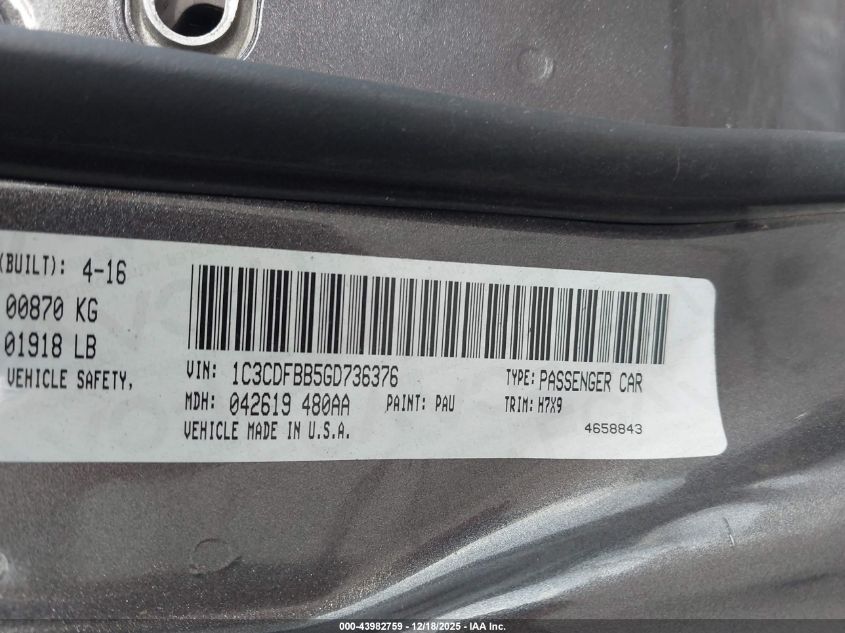 (BUILT): 4-16
00870 KG
01918 LB
VEHICLE SAFETY,
VIN: 1C3CDFBB5GD736376 TYPE: PASSENGER CAR
MDH: 042619 480AA PAINT: PAU TRIM: H7X9
VEHICLE MADE IN U.S.A. 4658843
000-43982759 - 12/18/2025 - IAA Inc.